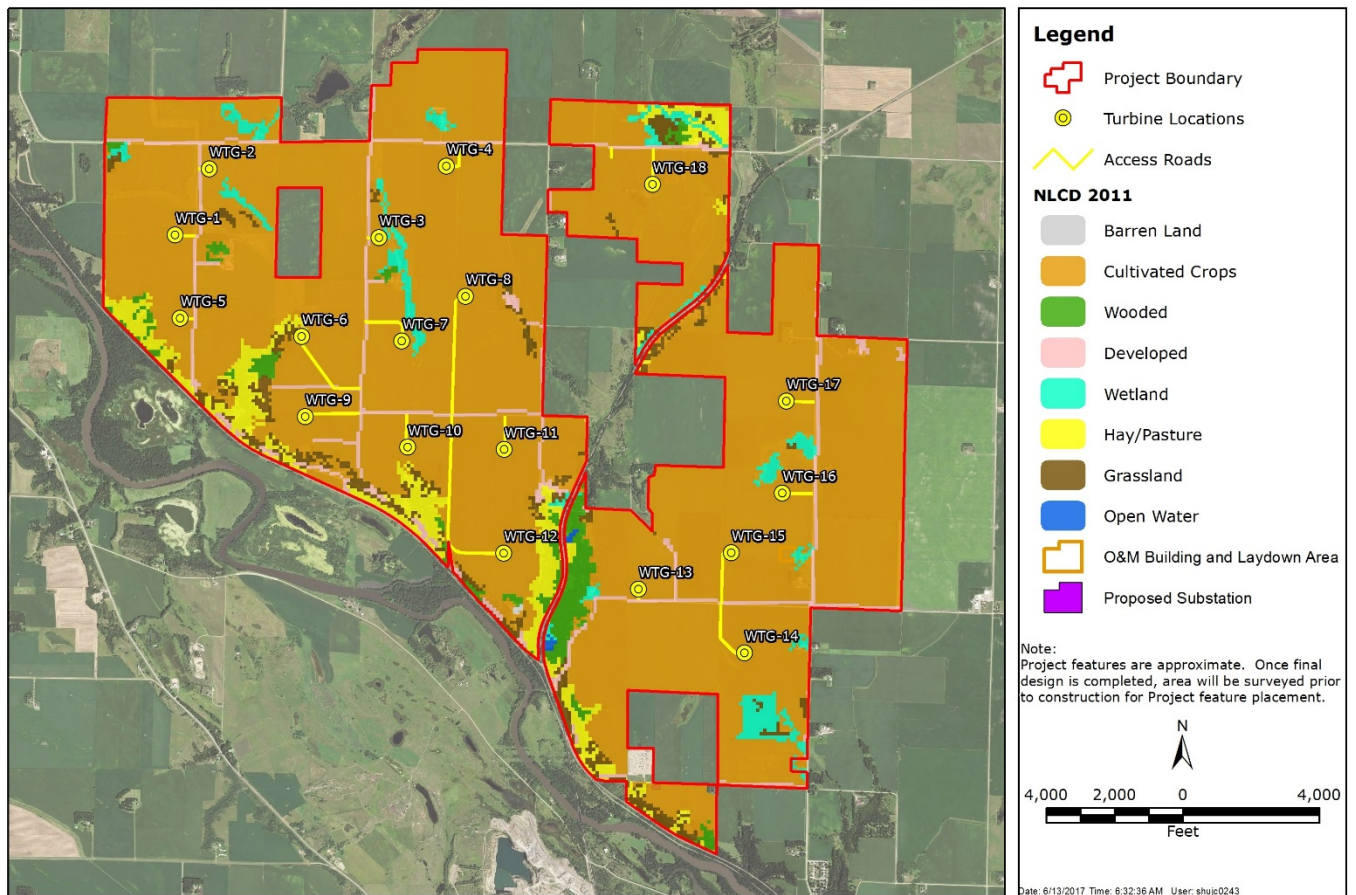 WTG-2
WTG-4
WTG-18
WTG-1
WTG-3
WTG-8
WTG-5
WTG-6
WTG-7
WTG-17
WTG-9
WTG-10
WTG-11
WTG-16
WTG-12
WTG-15
WTG-13
WTG-14
Legend
Project Boundary
Turbine Locations
Access Roads
NLCD 2011
Barren Land
Cultivated Crops
Wooded
Developed
Wetland
Hay/Pasture
Grassland
Open Water
O&M Building and Laydown Area
Proposed Substation
Note:
Project features are approximate. Once final
design is completed, area will be surveyed prior
to construction for Project feature placement.
N
4,000 2,000 0 4,000
Feet
Date: 6/13/2017 Time: 6:32:36 AM User: shujc0243